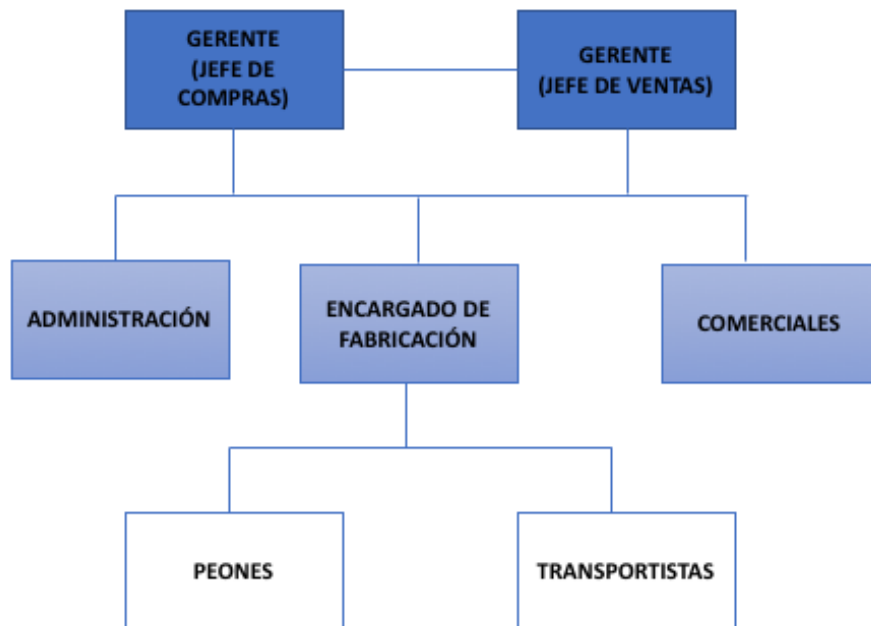 GERENTE
(JEFE DE
COMPRAS)
GERENTE
(JEFE DE VENTAS)
ADMINISTRACIÓN
ENCARGADO DE
FABRICACIÓN
COMERCIALES
PEONES
TRANSPORTISTAS